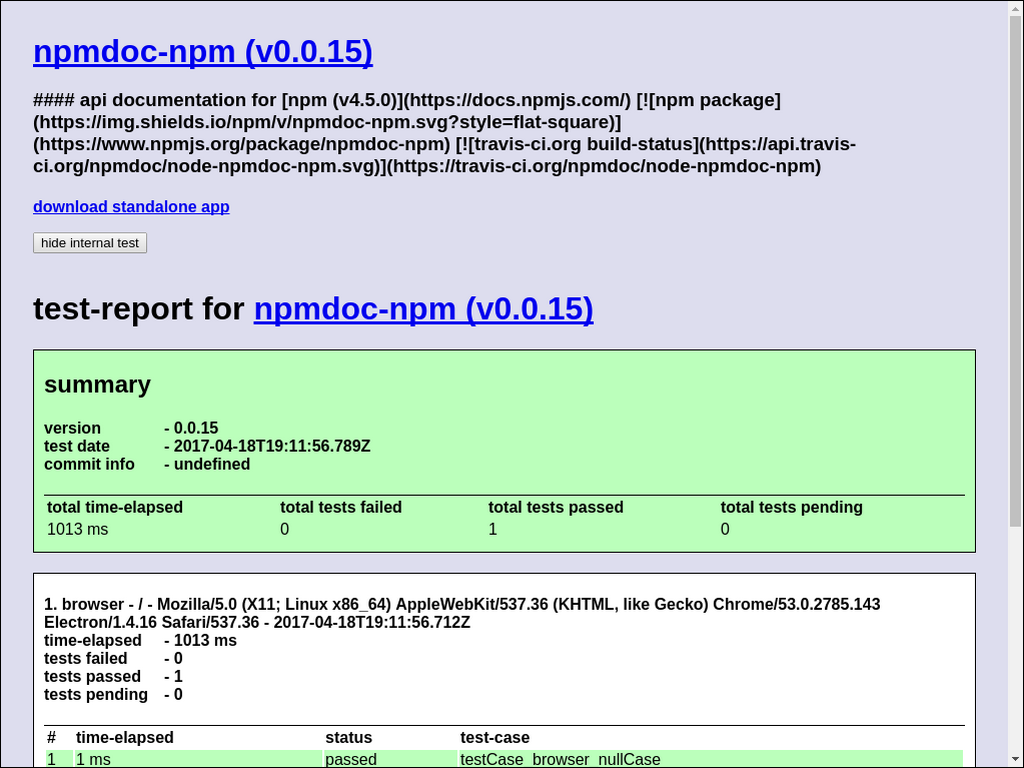 npmdoc-npm (v0.0.15)
#### api documentation for [npm (v4.5.0)](https://docs.npmjs.com/) [![npm package]
(https://img.shields.io/npm/v/npmdoc-npm.svg?style=flat-square)]
(https://www.npmjs.org/package/npmdoc-npm) [![travis-ci.org build-status](https://api.travis-
ci.org/npmdoc/node-npmdoc-npm.svg)](https://travis-ci.org/npmdoc/node-npmdoc-npm)
download standalone app
hide internal test
test-report for npmdoc-npm (v0.0.15)
summary
version - 0.0.15
test date - 2017-04-18T19:11:56.789Z
commit info - undefined
total time-elapsed total tests failed total tests passed total tests pending
1013 ms 0 1 0
1. browser - / - Mozilla/5.0 (X11; Linux x86_64) AppleWebKit/537.36 (KHTML, like Gecko) Chrome/53.0.2785.143
Electron/1.4.16 Safari/537.36 - 2017-04-18T19:11:56.712Z
time-elapsed - 1013 ms
tests failed - 0
tests passed - 1
tests pending - 0
# time-elapsed status test-case
1 1 ms passed testCase_browser_nullCase